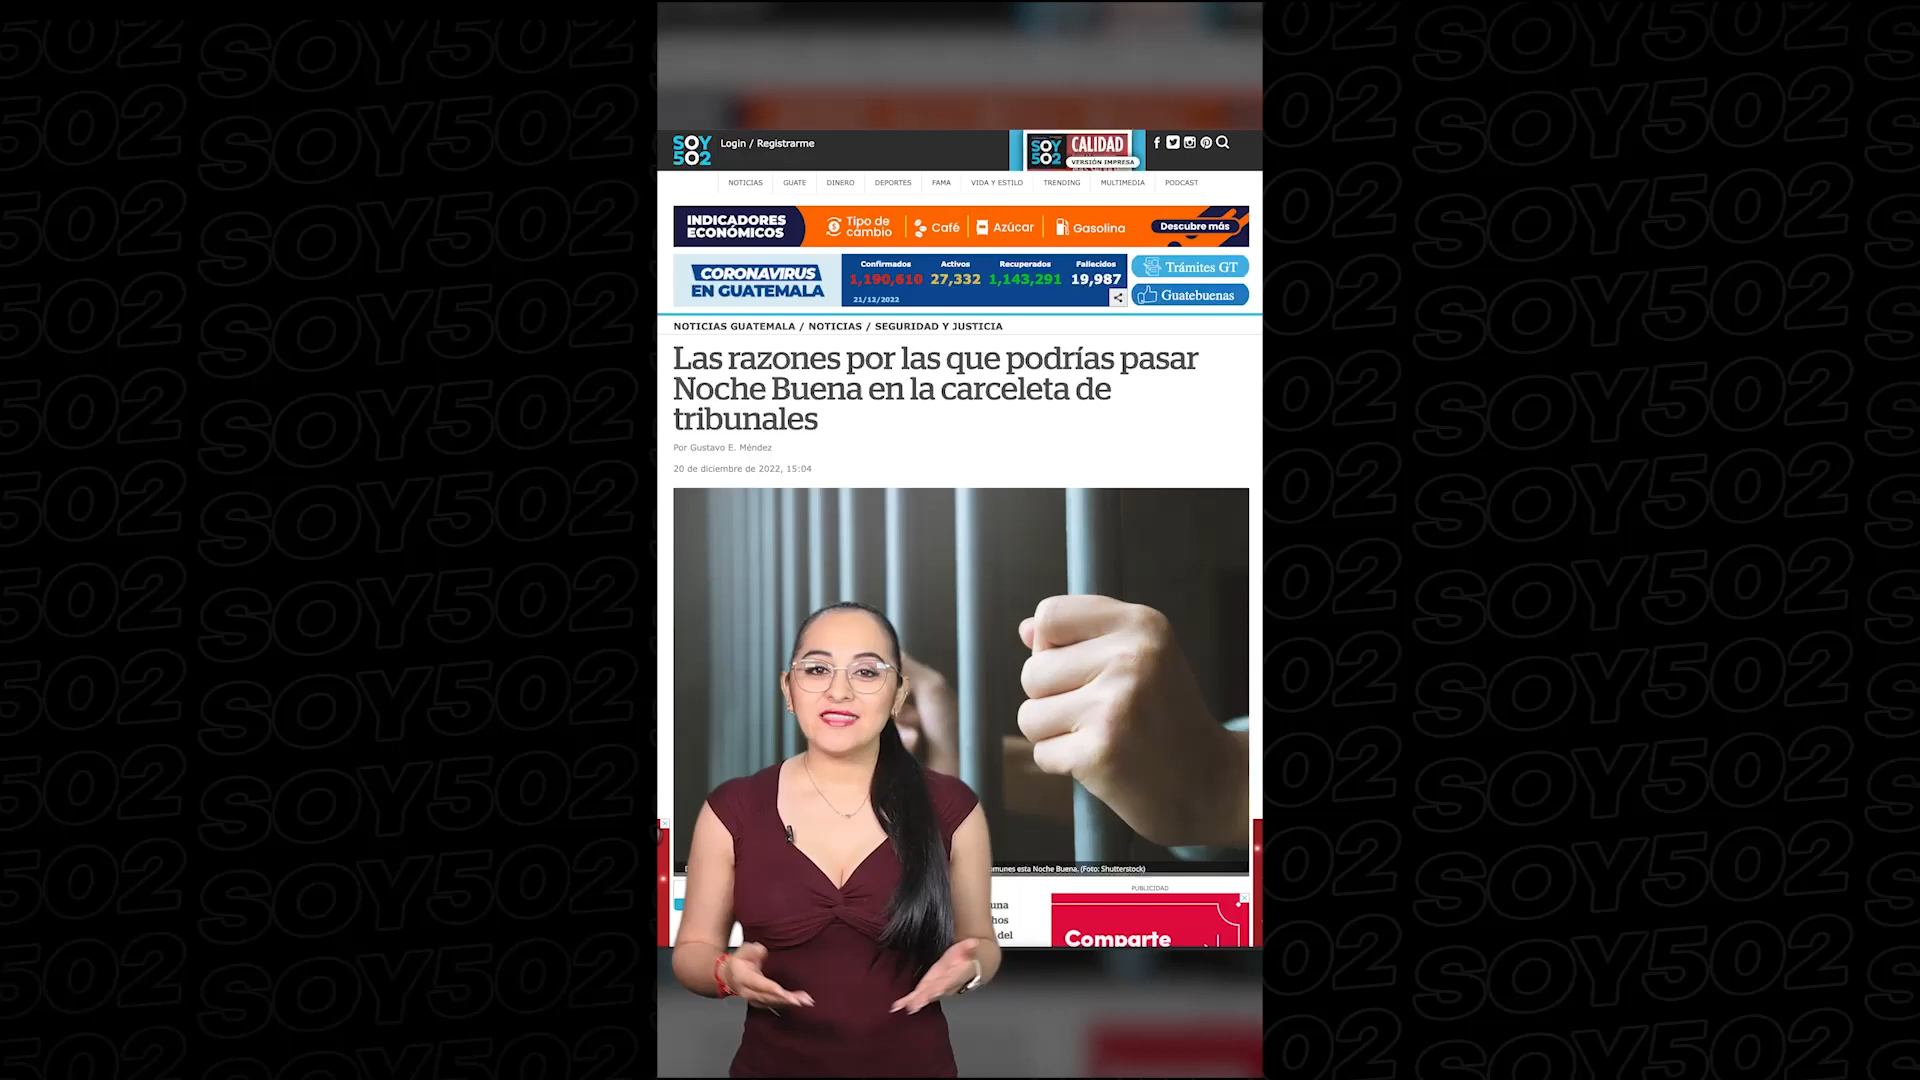 SOY
502
Login / Registrarme
SOY
502
CALIDAD
VERSIÓN IMPRESA
NOTICIAS
GUATE
DINERO
DEPORTES
FAMA
VIDA Y ESTILO
TRENDING
MULTIMEDIA
PODCAST
INDICADORES
ECONÓMICOS
Tipo de
cambio
Café
Azúcar
Gasolina
Descubre más
CORONAVIRUS
EN GUATEMALA
Confirmados Activos Recuperados Fallecidos
1,190,610 27,332 1,143,291 19,987
21/12/2022
Trámites GT
Guatebuenas
NOTICIAS GUATEMALA / NOTICIAS / SEGURIDAD Y JUSTICIA
Las razones por las que podrías pasar
Noche Buena en la carceleta de
tribunales
Por Gustavo E. Méndez
20 de diciembre de 2022, 15:04
esta Noche Buena. (Foto: Shutterstock)
PUBLICIDAD
una
del
Comparte
SOY502